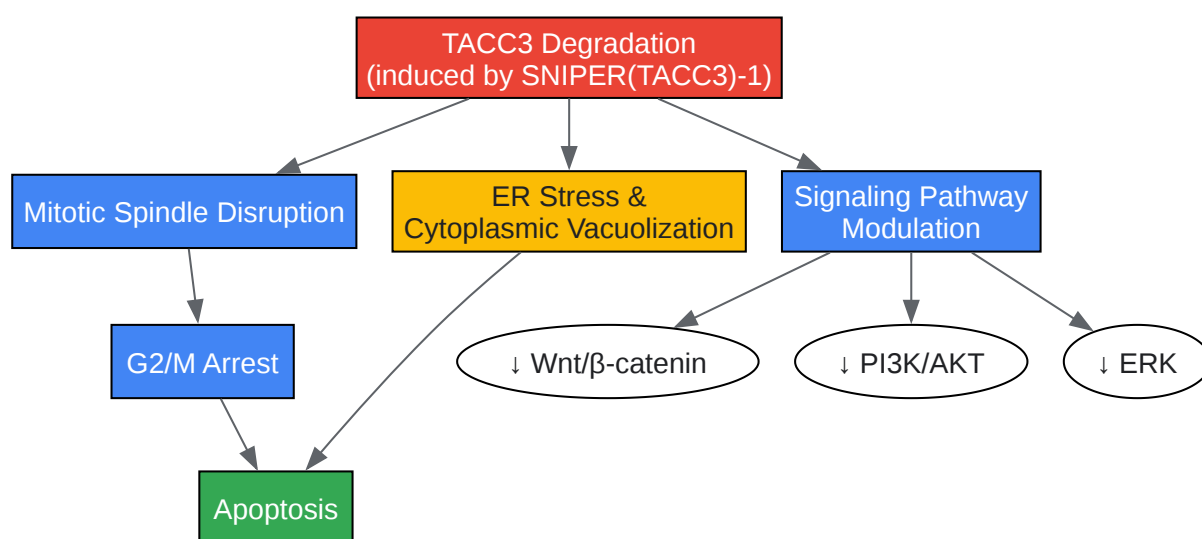 TACC3 Degradation
(induced by SNIPER(TACC3)-1)
Mitotic Spindle Disruption
ER Stress &
Cytoplasmic Vacuolization
Signaling Pathway
Modulation
G2/M Arrest
↓ Wnt/β-catenin
↓ PI3K/AKT
↓ ERK
Apoptosis